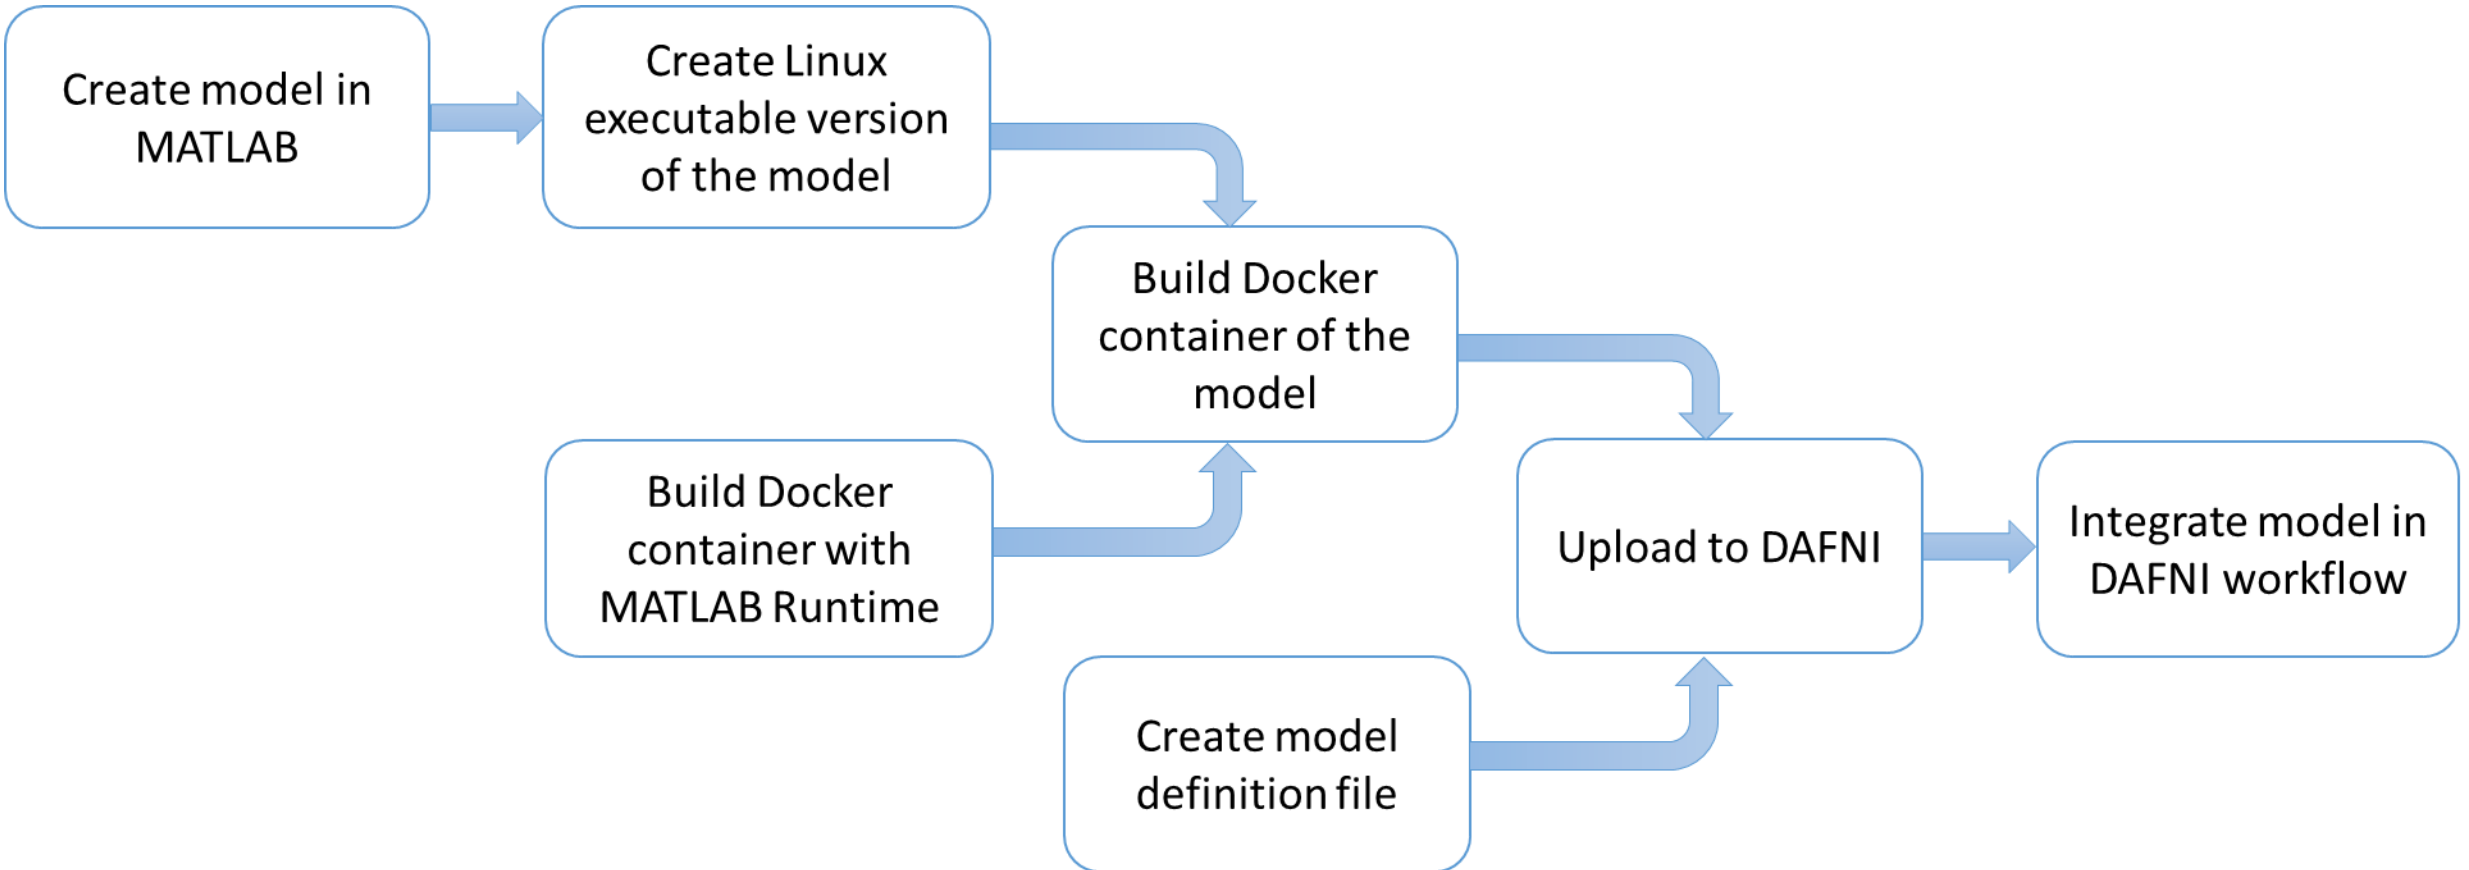 Create model in
MATLAB
Create Linux
executable version
of the model
Build Docker
container of the
model
Build Docker
container with
MATLAB Runtime
Upload to DAFNI
Integrate model in
DAFNI workflow
Create model
definition file